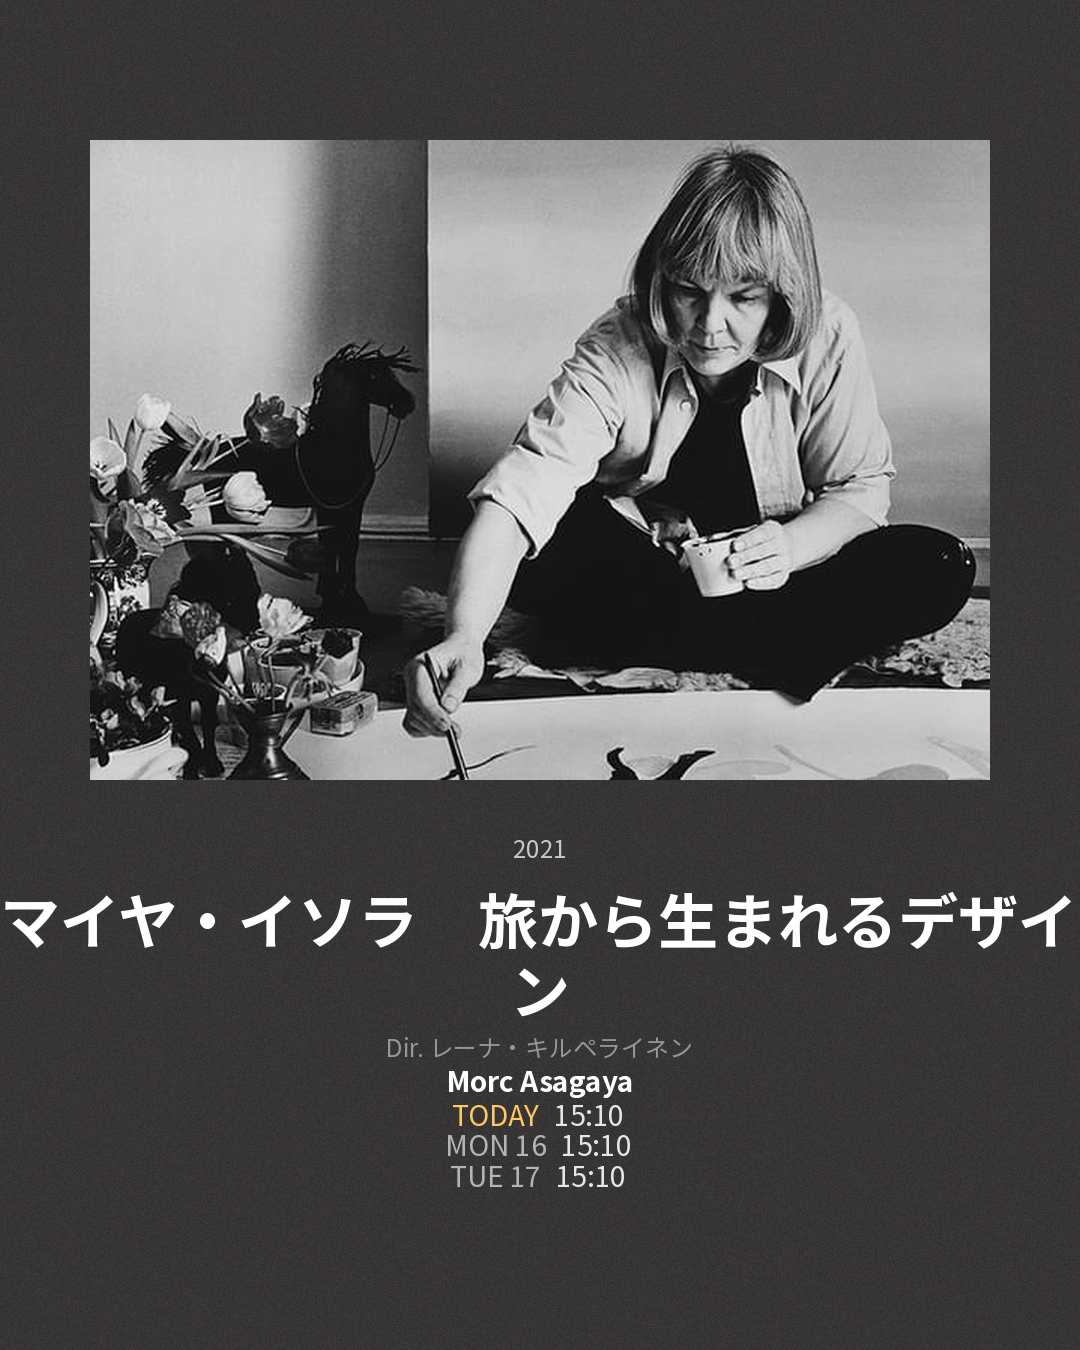 2021
マイヤ・イソラ　旅から生まれるデザイ
ン
Dir. レーナ・キルペライネン
Morc Asagaya
TODAY 15:10
MON 16 15:10
TUE 17 15:10